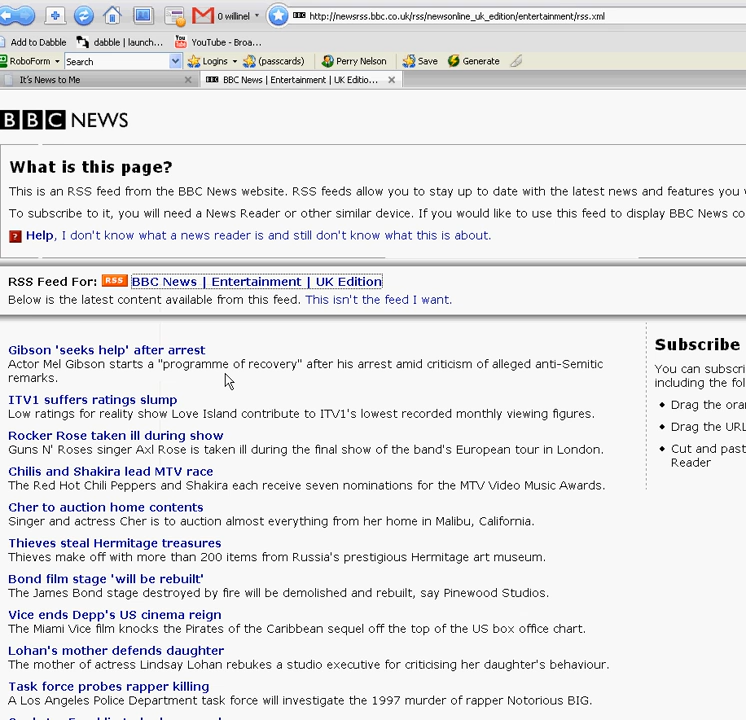 0 willinel
http://newsrss.bbc.co.uk/rss/newsonline_uk_edition/entertainment/rss.xml
Add to Dabble dabble | launch... YouTube - Broa...
RoboForm Search Logins (passcards) Perry Nelson Save Generate
It's News to Me BBC News | Entertainment | UK Editio...
BBC NEWS
What is this page?
This is an RSS feed from the BBC News website. RSS feeds allow you to stay up to date with the latest news and features you
To subscribe to it, you will need a News Reader or other similar device. If you would like to use this feed to display BBC News co
? Help, I don't know what a news reader is and still don't know what this is about.
RSS Feed For: RSS BBC News | Entertainment | UK Edition
Below is the latest content available from this feed. This isn't the feed I want.
Gibson 'seeks help' after arrest
Actor Mel Gibson starts a "programme of recovery" after his arrest amid criticism of alleged anti-Semitic
remarks.
ITV1 suffers ratings slump
Low ratings for reality show Love Island contribute to ITV1's lowest recorded monthly viewing figures.
Rocker Rose taken ill during show
Guns N' Roses singer Axl Rose is taken ill during the final show of the band's European tour in London.
Chilis and Shakira lead MTV race
The Red Hot Chili Peppers and Shakira each receive seven nominations for the MTV Video Music Awards.
Cher to auction home contents
Singer and actress Cher is to auction almost everything from her home in Malibu, California.
Thieves steal Hermitage treasures
Thieves make off with more than 200 items from Russia's prestigious Hermitage art museum.
Bond film stage 'will be rebuilt'
The James Bond stage destroyed by fire will be demolished and rebuilt, say Pinewood Studios.
Vice ends Depp's US cinema reign
The Miami Vice film knocks the Pirates of the Caribbean sequel off the top of the US box office chart.
Lohan's mother defends daughter
The mother of actress Lindsay Lohan rebukes a studio executive for criticising her daughter's behaviour.
Task force probes rapper killing
A Los Angeles Police Department task force will investigate the 1997 murder of rapper Notorious BIG.
Subscribe
You can subscri
including the fol
Drag the ora
Drag the URL
Cut and past
Reader